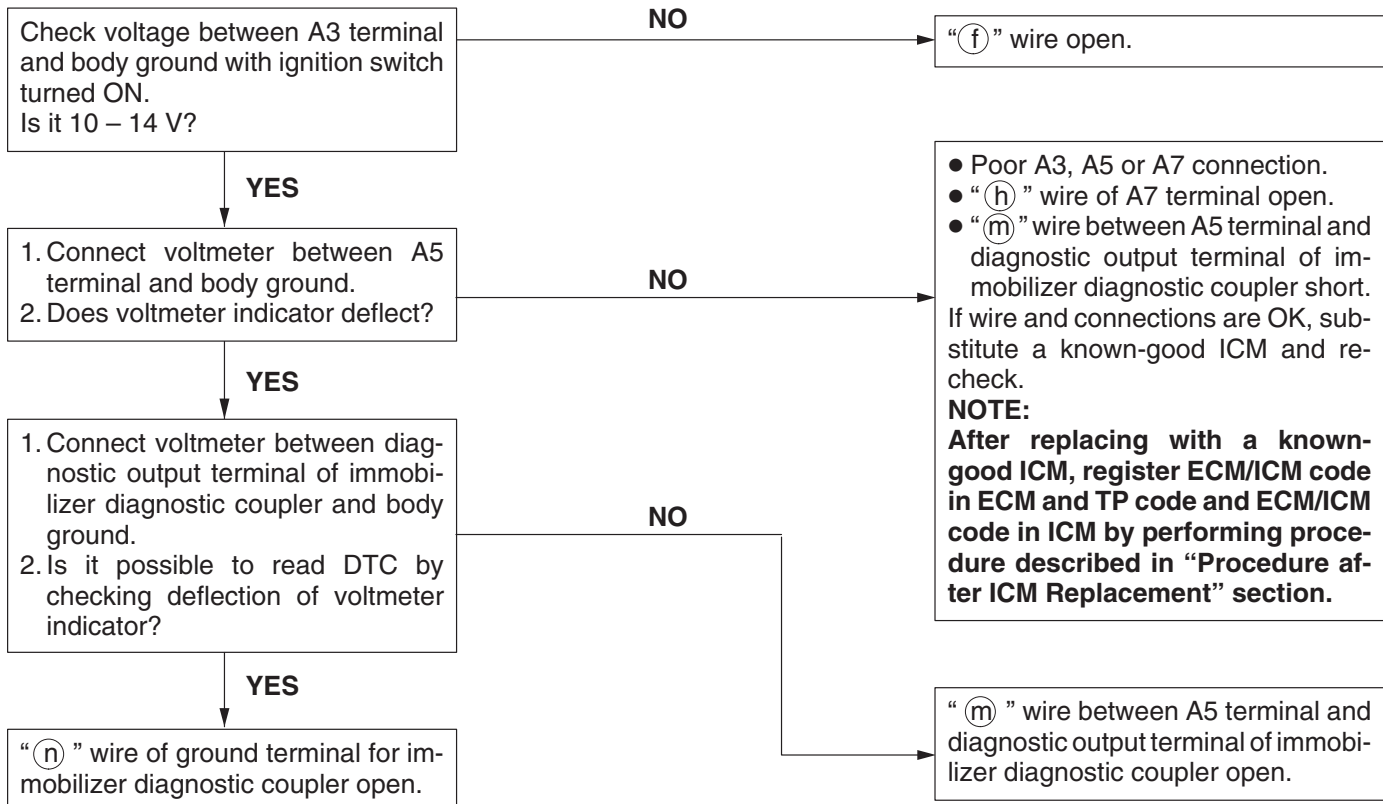 Check voltage between A3 terminal
and body ground with ignition switch
turned ON.
Is it 10 – 14 V?
NO
“ⓕ” wire open.
YES
1. Connect voltmeter between A5
terminal and body ground.
2. Does voltmeter indicator deflect?
NO
● Poor A3, A5 or A7 connection.
● “ⓗ” wire of A7 terminal open.
● “ⓜ” wire between A5 terminal and
diagnostic output terminal of im-
mobilizer diagnostic coupler short.
If wire and connections are OK, sub-
stitute a known-good ICM and re-
check.
NOTE:
After replacing with a known-
good ICM, register ECM/ICM code
in ECM and TP code and ECM/ICM
code in ICM by performing proce-
dure described in “Procedure af-
ter ICM Replacement” section.
YES
1. Connect voltmeter between diag-
nostic output terminal of immobi-
lizer diagnostic coupler and body
ground.
2. Is it possible to read DTC by
checking deflection of voltmeter
indicator?
NO
“ⓜ” wire between A5 terminal and
diagnostic output terminal of immobi-
lizer diagnostic coupler open.
YES
“ⓝ” wire of ground terminal for im-
mobilizer diagnostic coupler open.